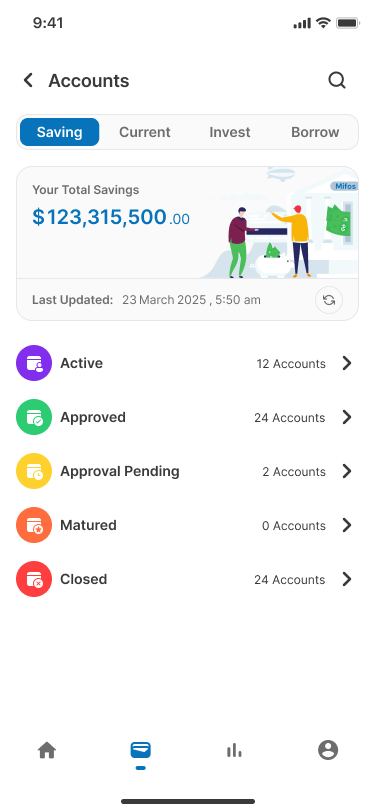 9:41
Accounts
Saving Current Invest Borrow
Your Total Savings
Mifos
$123,315,500.00
Last Updated: 23 March 2025 , 5:50 am
Active 12 Accounts
Approved 24 Accounts
Approval Pending 2 Accounts
Matured 0 Accounts
Closed 24 Accounts